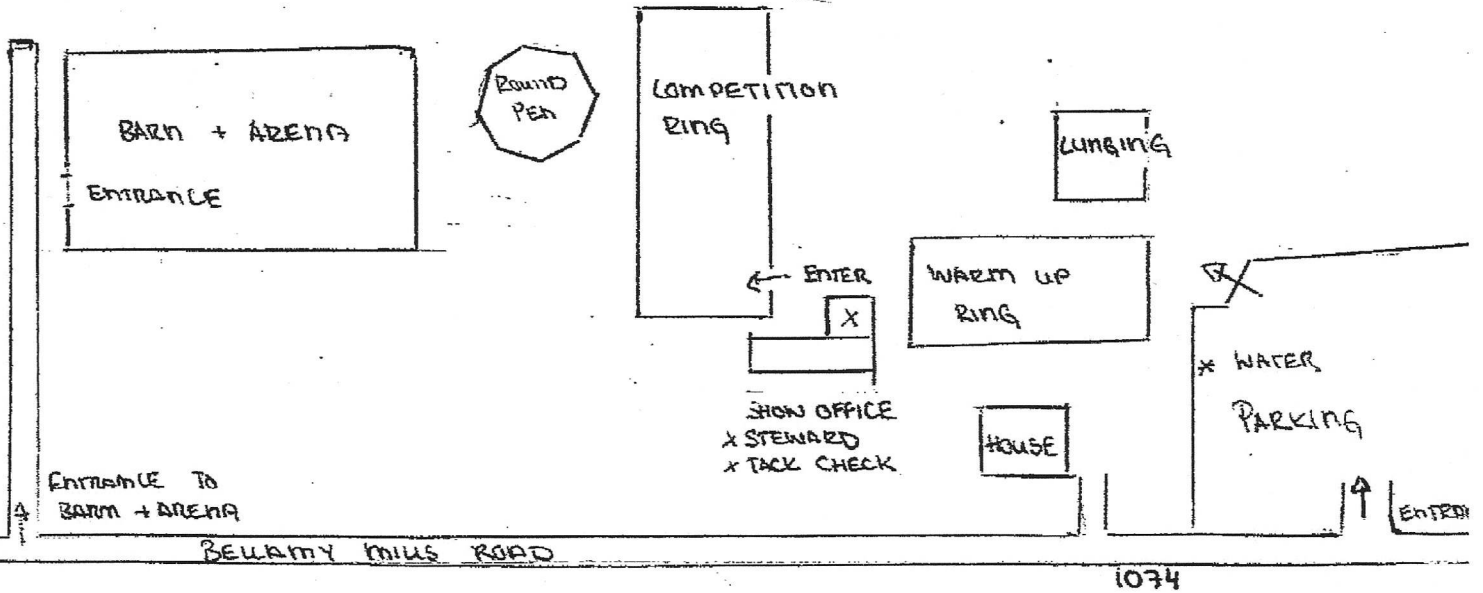 BARN + ARENA
ENTRANCE
ROUND
PEN
COMPETITION
RING
ENTER
X
LUNGING
WARM UP
RING
* WATER
PARKING
SHOW OFFICE
X STEWARD
X TACK CHECK
HOUSE
ENTRANCE TO
BARN + ARENA
ENTRA
BELLAMY MILLS ROAD
1074